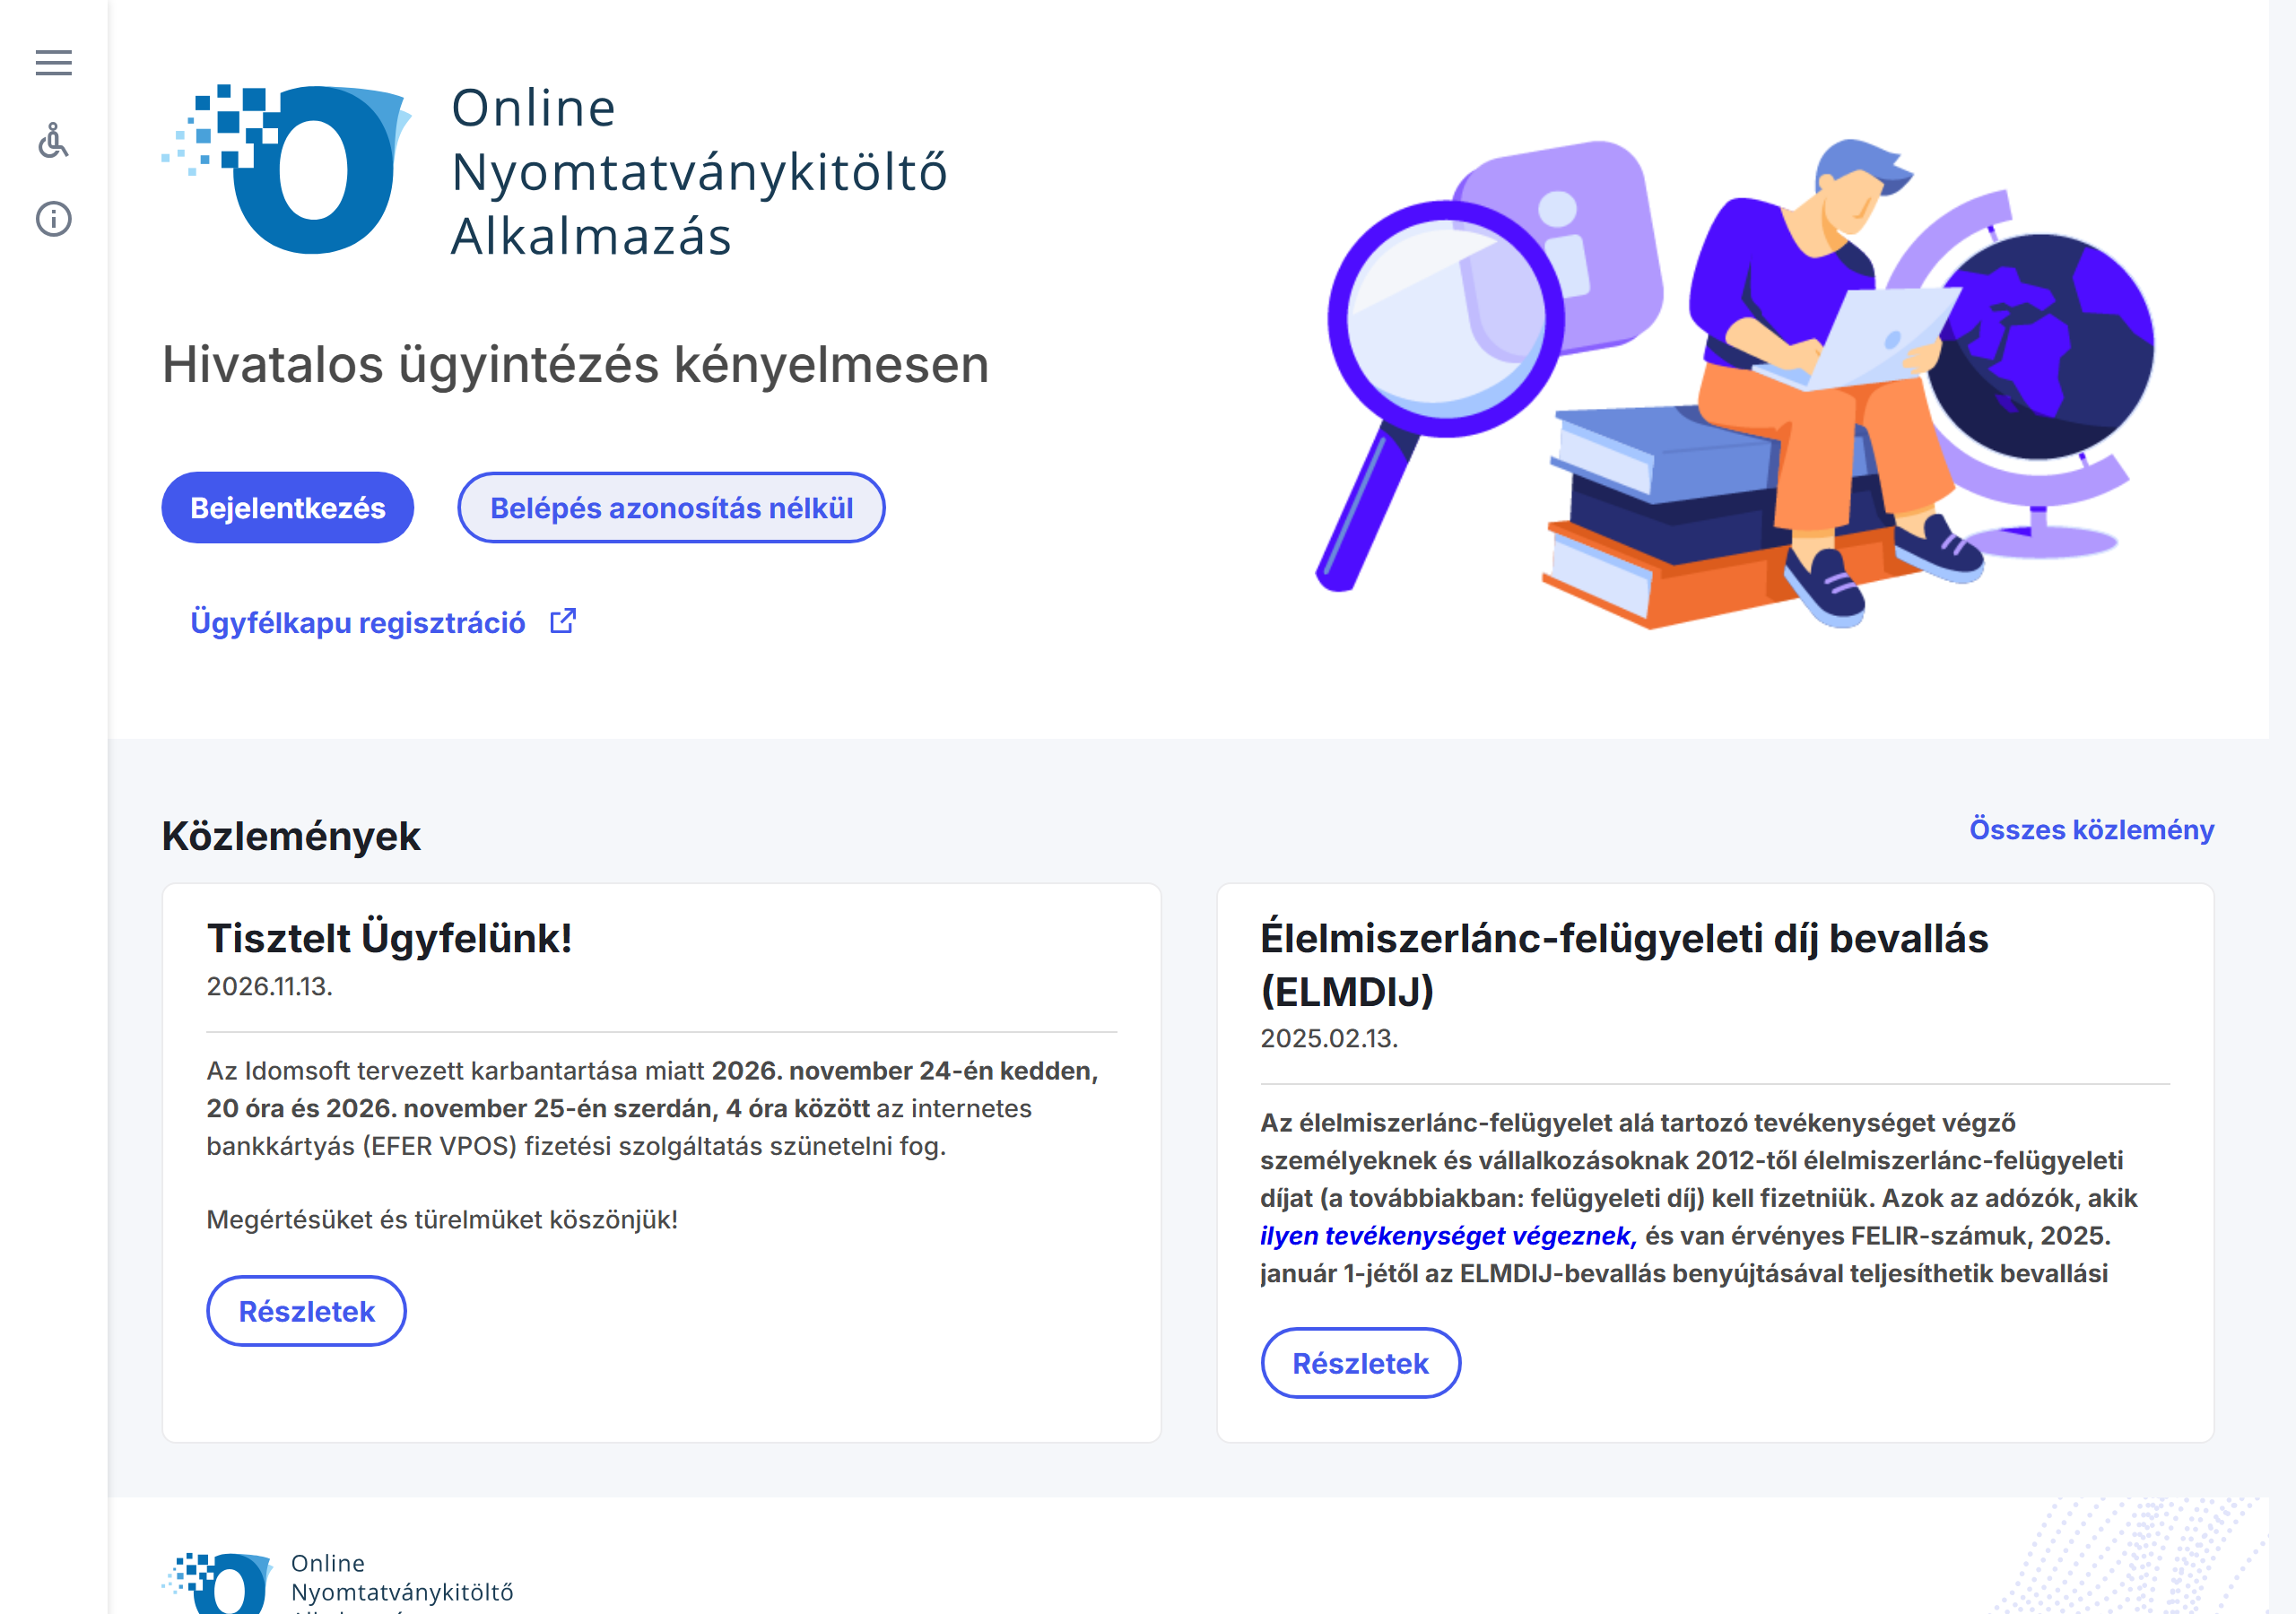 Online
Nyomtatványkitöltő
Alkalmazás
Hivatalos ügyintézés kényelmesen
Bejelentkezés
Belépés azonosítás nélkül
Ügyfélkapu regisztráció
Közlemények
Összes közlemény
Tisztelt Ügyfelünk!
2026.11.13.
Az Idomsoft tervezett karbantartása miatt 2026. november 24-én kedden,
20 óra és 2026. november 25-én szerdán, 4 óra között az internetes
bankkártyás (EFER VPOS) fizetési szolgáltatás szünetelni fog.
Megértésüket és türelmüket köszönjük!
Részletek
Élelmiszerlánc-felügyeleti díj bevallás
(ELMDIJ)
2025.02.13.
Az élelmiszerlánc-felügyelet alá tartozó tevékenységet végző
személyeknek és vállalkozásoknak 2012-től élelmiszerlánc-felügyeleti
díjat (a továbbiakban: felügyeleti díj) kell fizetniük. Azok az adózók, akik
ilyen tevékenységet végeznek, és van érvényes FELIR-számuk, 2025.
január 1-jétől az ELMDIJ-bevallás benyújtásával teljesíthetik bevallási
Részletek
Online
Nyomtatványkitöltő